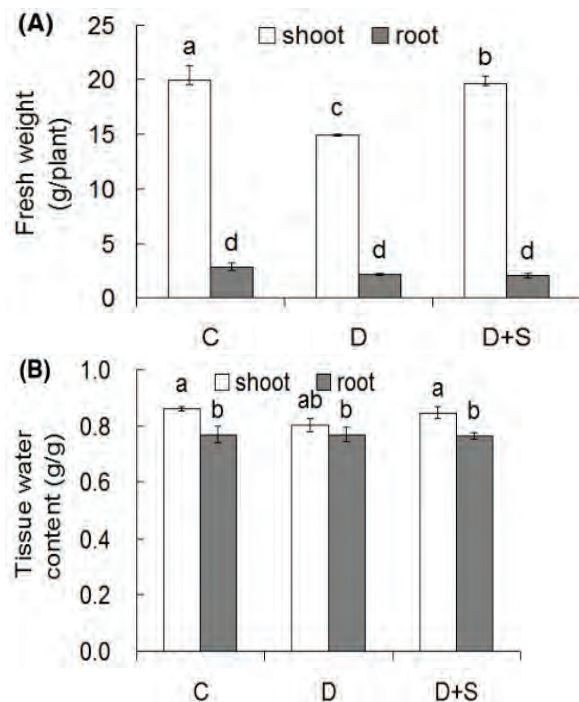 (A)
shoot root
Fresh weight
(g/plant)
25
20
15
10
5
0
a
d
c
d
b
d
C D D+S
(B)
shoot root
Tissue water
content (g/g)
1.0
0.8
0.6
0.4
0.2
0.0
a
b
ab
b
a
b
C D D+S